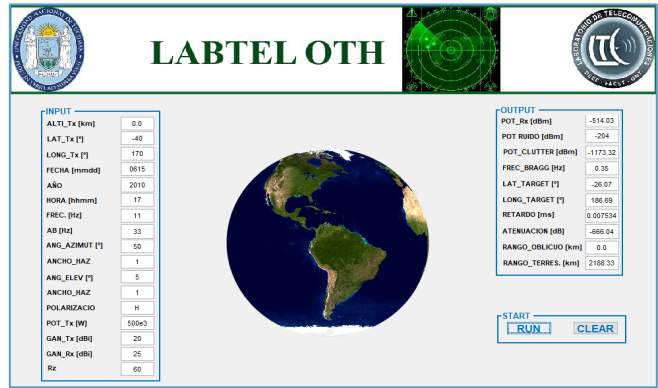 LABTEL OTH
INPUT
ALTI_Tx [km] 0.0
LAT_Tx [º] -40
LONG_Tx [º] 170
FECHA [mmdd] 0615
AÑO 2010
HORA [hhmm] 17
FREC. [Hz] 11
AB [Hz] 33
ANG_AZIMUT [º] 50
ANCHO_HAZ 1
ANG_ELEV [º] 5
ANCHO_HAZ 1
POLARIZACIO H
POT_Tx [W] 500e3
GAN_Tx [dBi] 20
GAN_Rx [dBi] 25
Rz 60
OUTPUT
POT_Rx [dBm] -514.03
POT RUIDO [dBm] -204
POT_CLUTTER [dBm] -1173.32
FREC_BRAGG [Hz] 0.35
LAT_TARGET [º] -26.07
LONG_TARGET [º] 186.69
RETARDO [ms] 0.007534
ATENUACION [dB] -666.04
RANGO_OBLICUO [km] 0.0
RANGO_TERRES. [km] 2188.33
START
RUN CLEAR
LABORATORIO DE TELECOMUNICACIONES